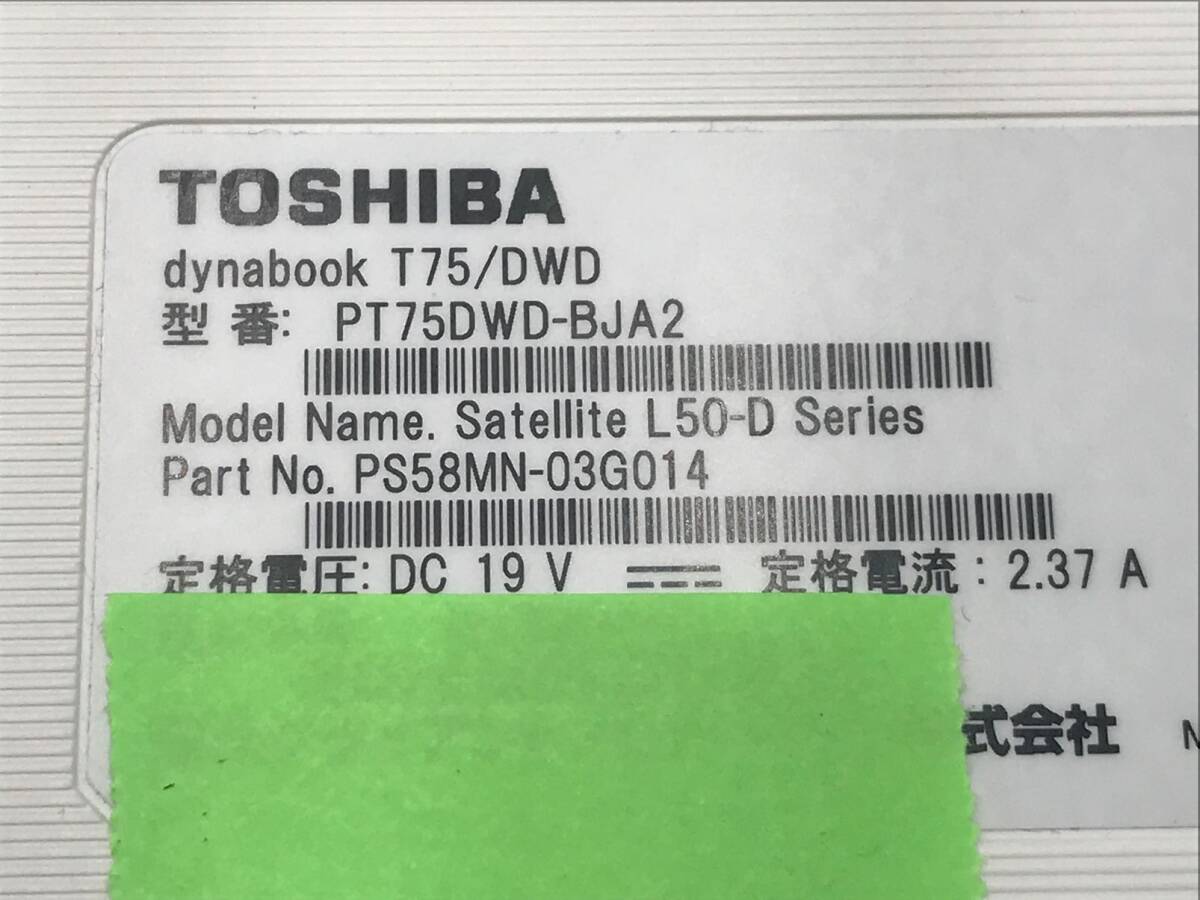 TOSHIBA
dynabook T75/DWD
型 番: PT75DWD-BJA2
Model Name. Satellite L50-D Series
Part No. PS58MN-03G014
定格電圧: DC 19 V ⎓ 定格電流: 2.37 A
式会社 N